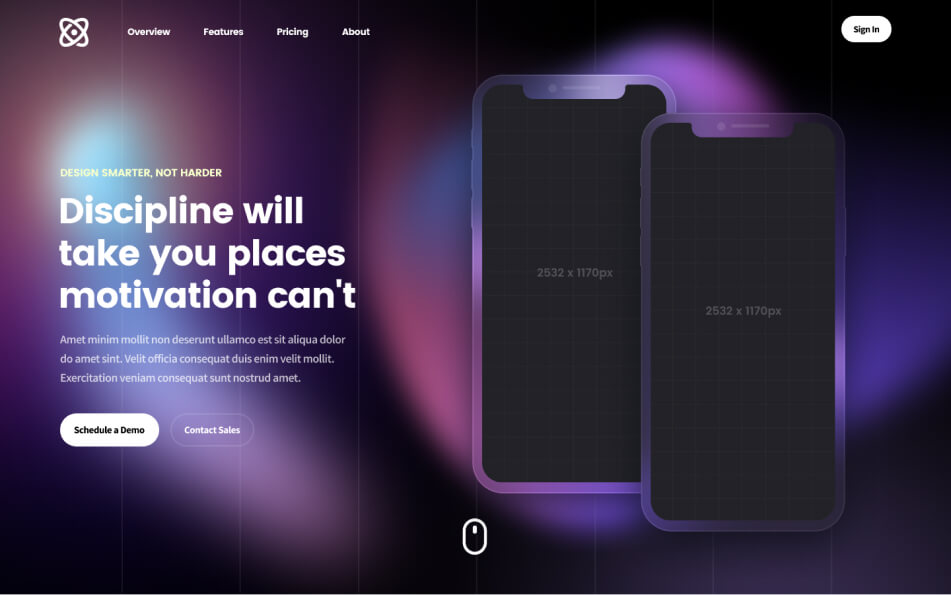 Overview Features Pricing About Sign In
DESIGN SMARTER, NOT HARDER
Discipline will
take you places
motivation can't
Amet minim mollit non deserunt ullamco est sit aliqua dolor
do amet sint. Velit officia consequat duis enim velit mollit.
Exercitation veniam consequat sunt nostrud amet.
Schedule a Demo Contact Sales
2532 x 1170px
2532 x 1170px